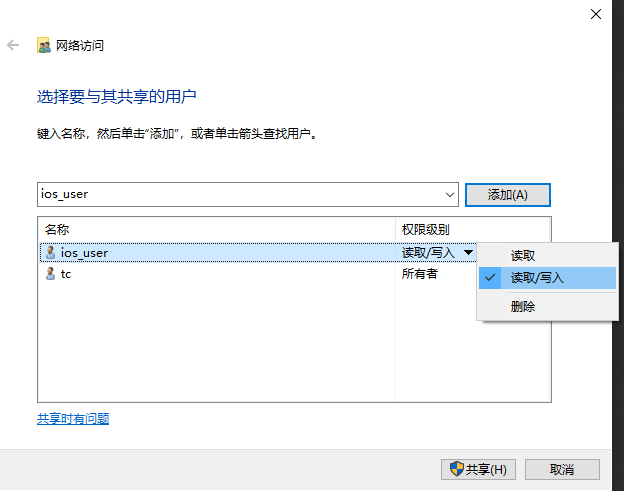 网络访问
选择要与其共享的用户
键入名称，然后单击“添加”，或者单击箭头查找用户。
ios_user
添加(A)
名称 权限级别
ios_user 读取/写入
tc 所有者
读取
读取/写入
删除
共享时有问题
共享(H) 取消